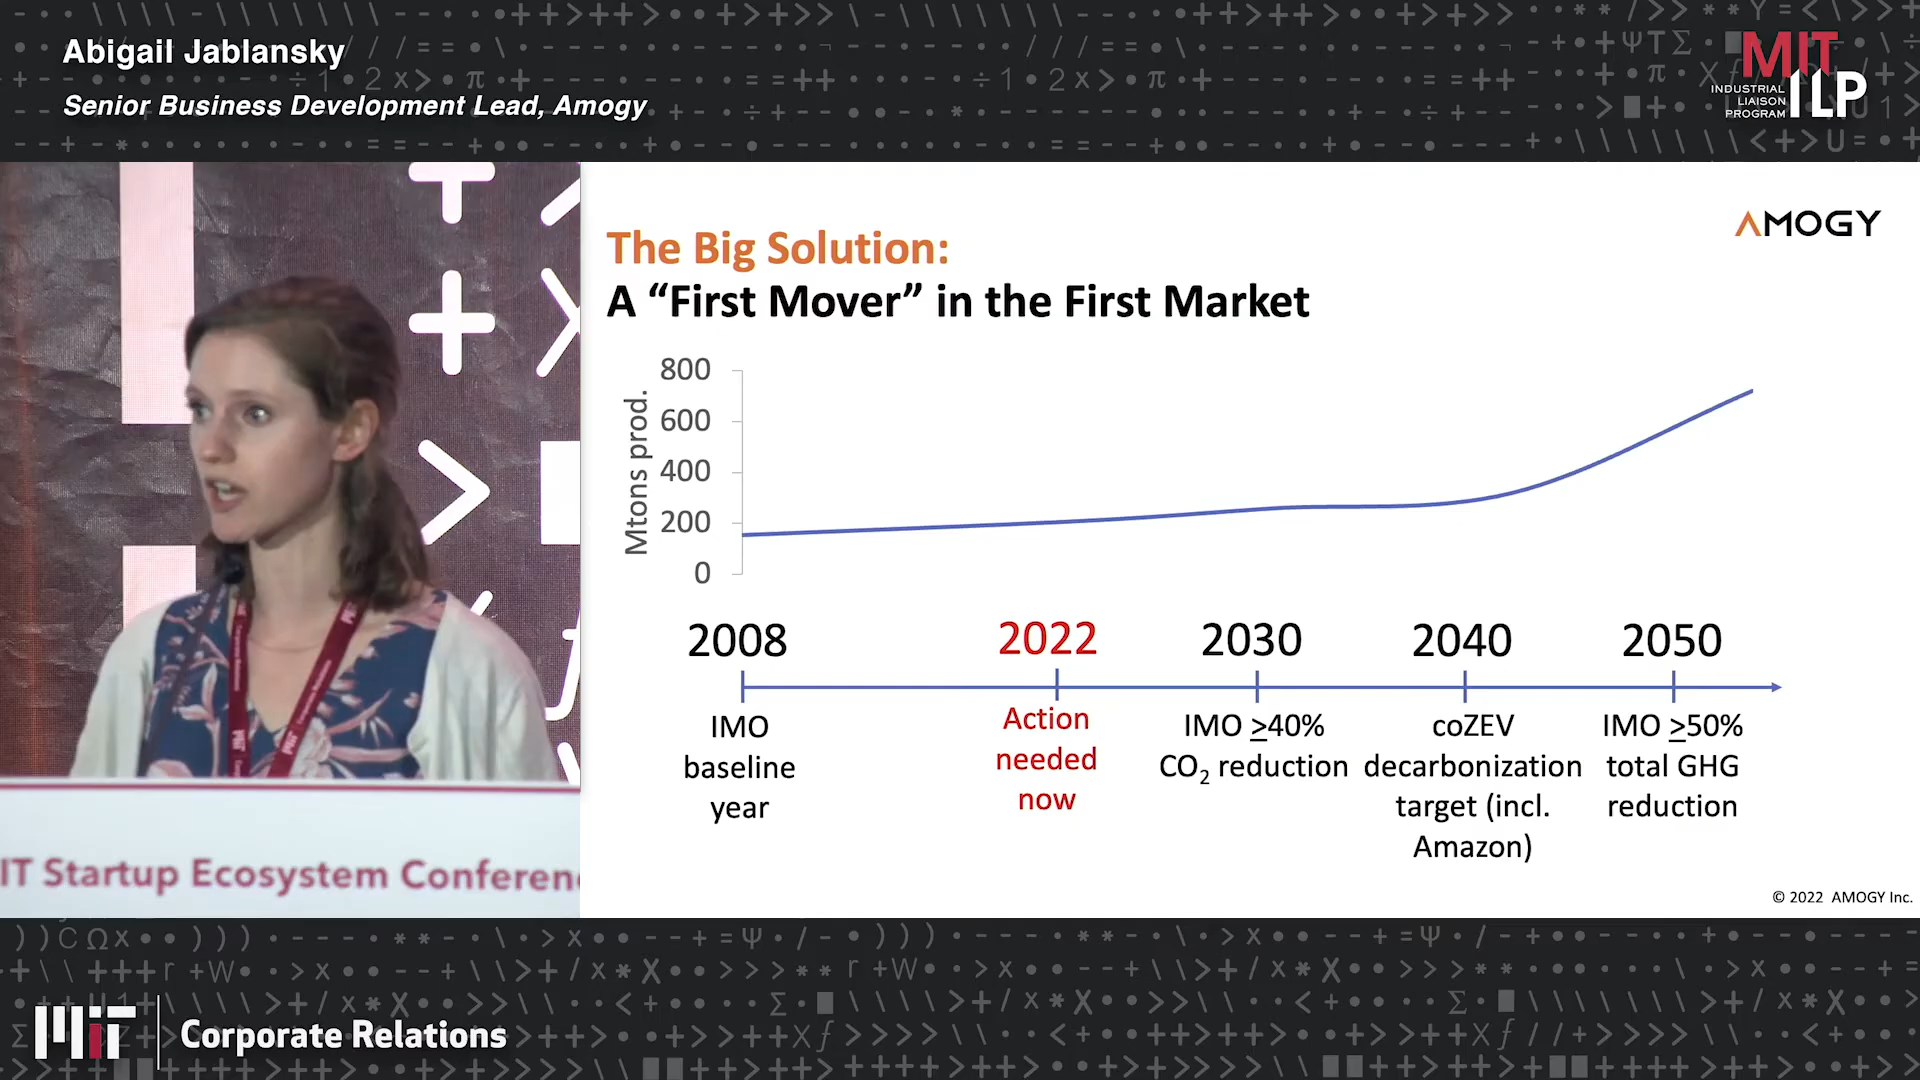 Abigail Jablansky
Senior Business Development Lead, Amogy
MIT
INDUSTRIAL
LIAISON
PROGRAM
ILP
AMOGY
The Big Solution:
A “First Mover” in the First Market
Mtons prod.
800
600
400
200
0
2008
2022
2030
2040
2050
IMO
baseline
year
Action
needed
now
IMO ≥40%
CO₂ reduction
coZEV
decarbonization
target (incl.
Amazon)
IMO ≥50%
total GHG
reduction
© 2022 AMOGY Inc.
IT Startup Ecosystem Conferen
MIT
Corporate Relations